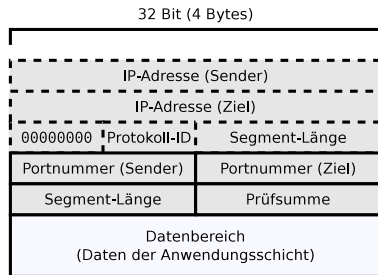 32 Bit (4 Bytes)
IP-Adresse (Sender)
IP-Adresse (Ziel)
00000000 Protokoll-ID Segment-Länge
Portnummer (Sender) Portnummer (Ziel)
Segment-Länge Prüfsumme
Datenbereich
(Daten der Anwendungsschicht)